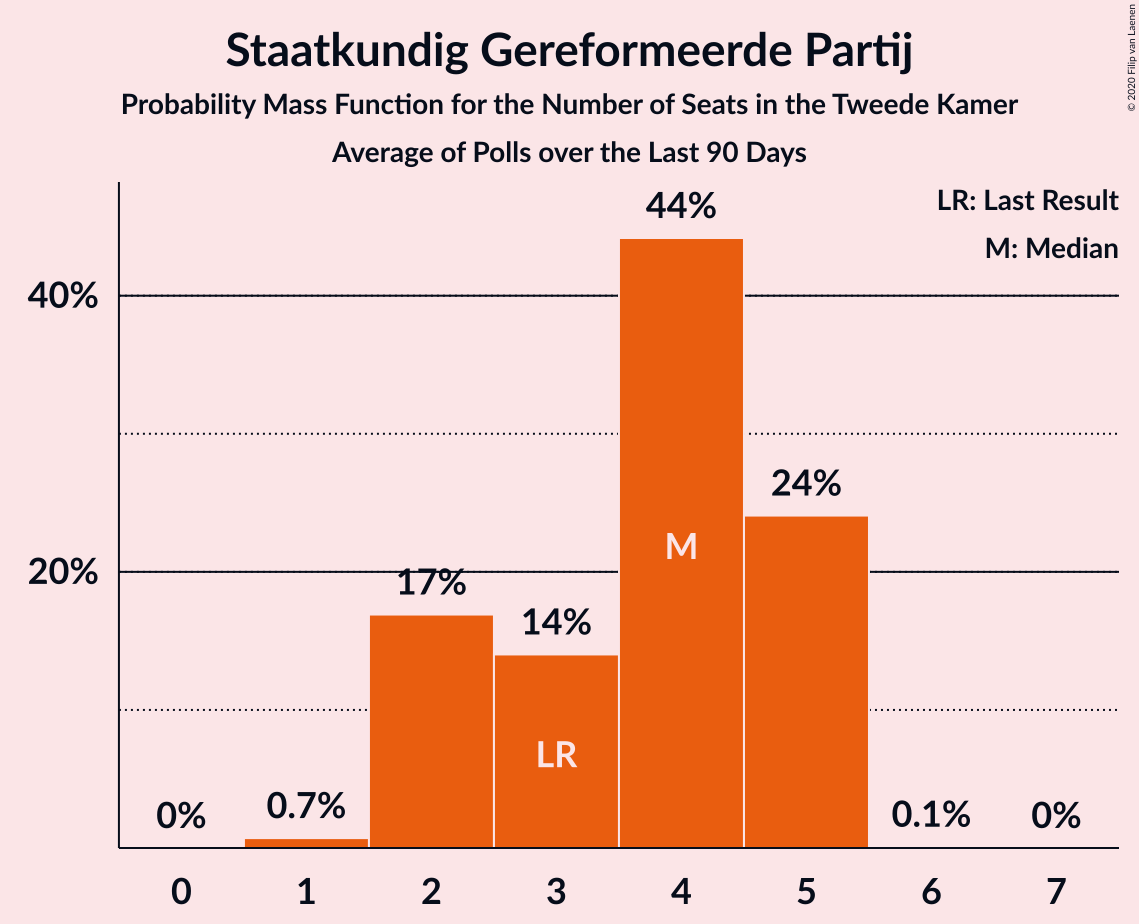 Staatkundig Gereformeerde Partij
Probability Mass Function for the Number of Seats in the Tweede Kamer
Average of Polls over the Last 90 Days
© 2020 Filip van Laenen
LR: Last Result
M: Median
44%
40%
24%
M
20%
17%
14%
LR
0%
0.7%
0.1%
0%
0 1 2 3 4 5 6 7